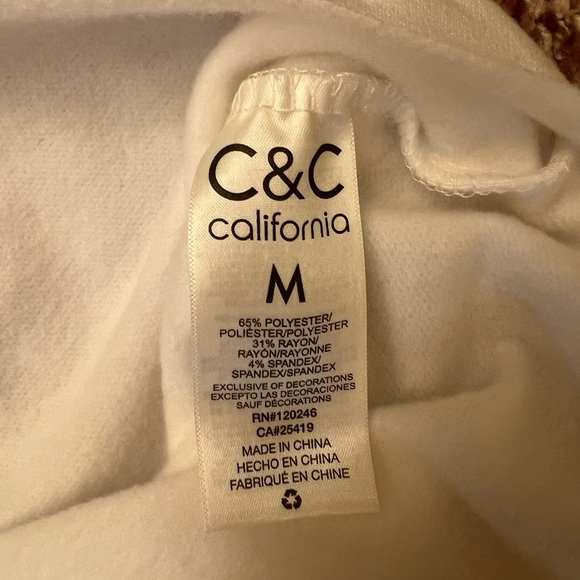 C&C
california
M
65% POLYESTER/
POLIÉSTER/POLYESTER
31% RAYON/
RAYÓN/RAYONNE
4% SPANDEX/
SPANDEX/SPANDEX
EXCLUSIVE OF DECORATIONS
EXCEPTO LAS DECORACIONES
SAUF DÉCORATIONS
RN#120246
CA#25419
MADE IN CHINA
HECHO EN CHINA
FABRIQUÉ EN CHINE